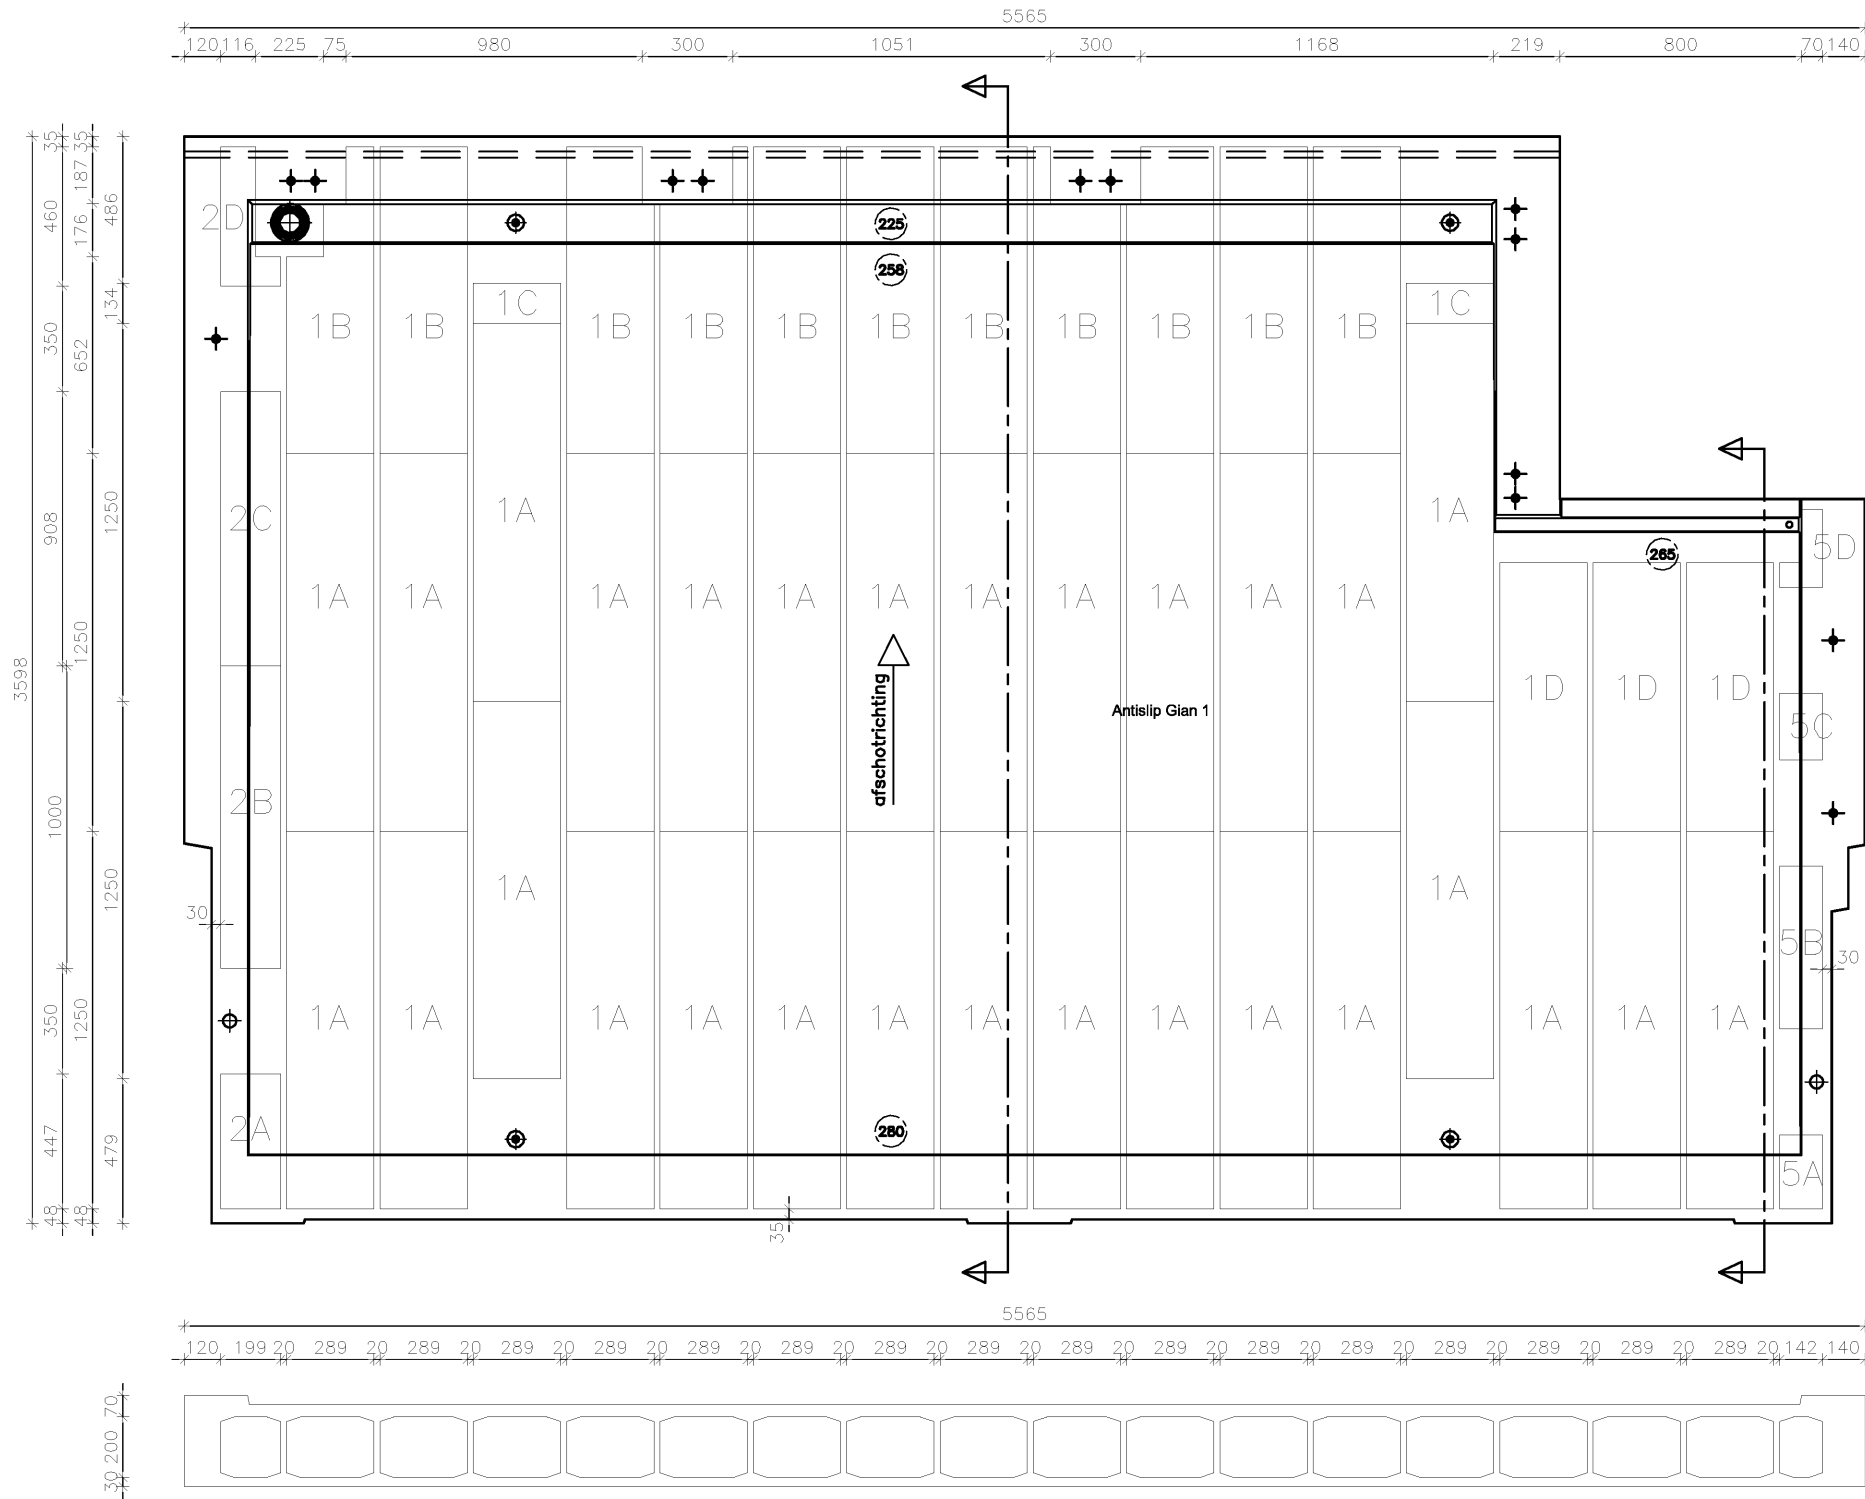 5565
120 116 225 75 980 300 1051 300 1168 219 800 70 140
35 35
187
460 176 486
2D
225
258
134
350 652
1B 1B 1C 1B 1B 1B 1B 1B 1B 1B 1B 1B 1C
908 1250
2C 1A 1A
265 5D
1A 1A 1A 1A 1A 1A 1A 1A 1A 1A 1A
1250
3598
1D 1D 1D
afschotrichting
Antislip Gian 1
5C
1000
2B
1250
1A 1A
30
5B 30
350 1250
1A 1A 1A 1A 1A 1A 1A 1A 1A 1A 1A 1A 1A 1A
447 479
2A
280
5A
48 48
35
5565
120 199 20 289 20 289 20 289 20 289 20 289 20 289 20 289 20 289 20 289 20 289 20 289 20 289 20 289 20 289 20 289 20 289 20 142 140
70
200
30